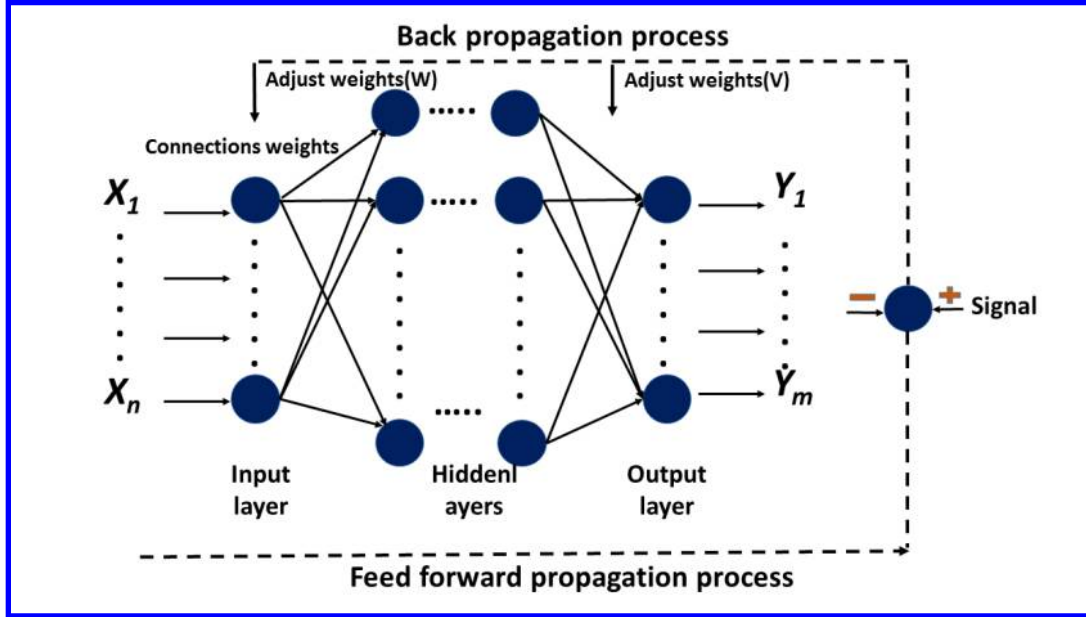 Back propagation process
Adjust weights(W)
Adjust weights(V)
Connections weights
X1
Y1
− +
Signal
Xn
Ym
Input
layer
Hiddenl
ayers
Output
layer
Feed forward propagation process